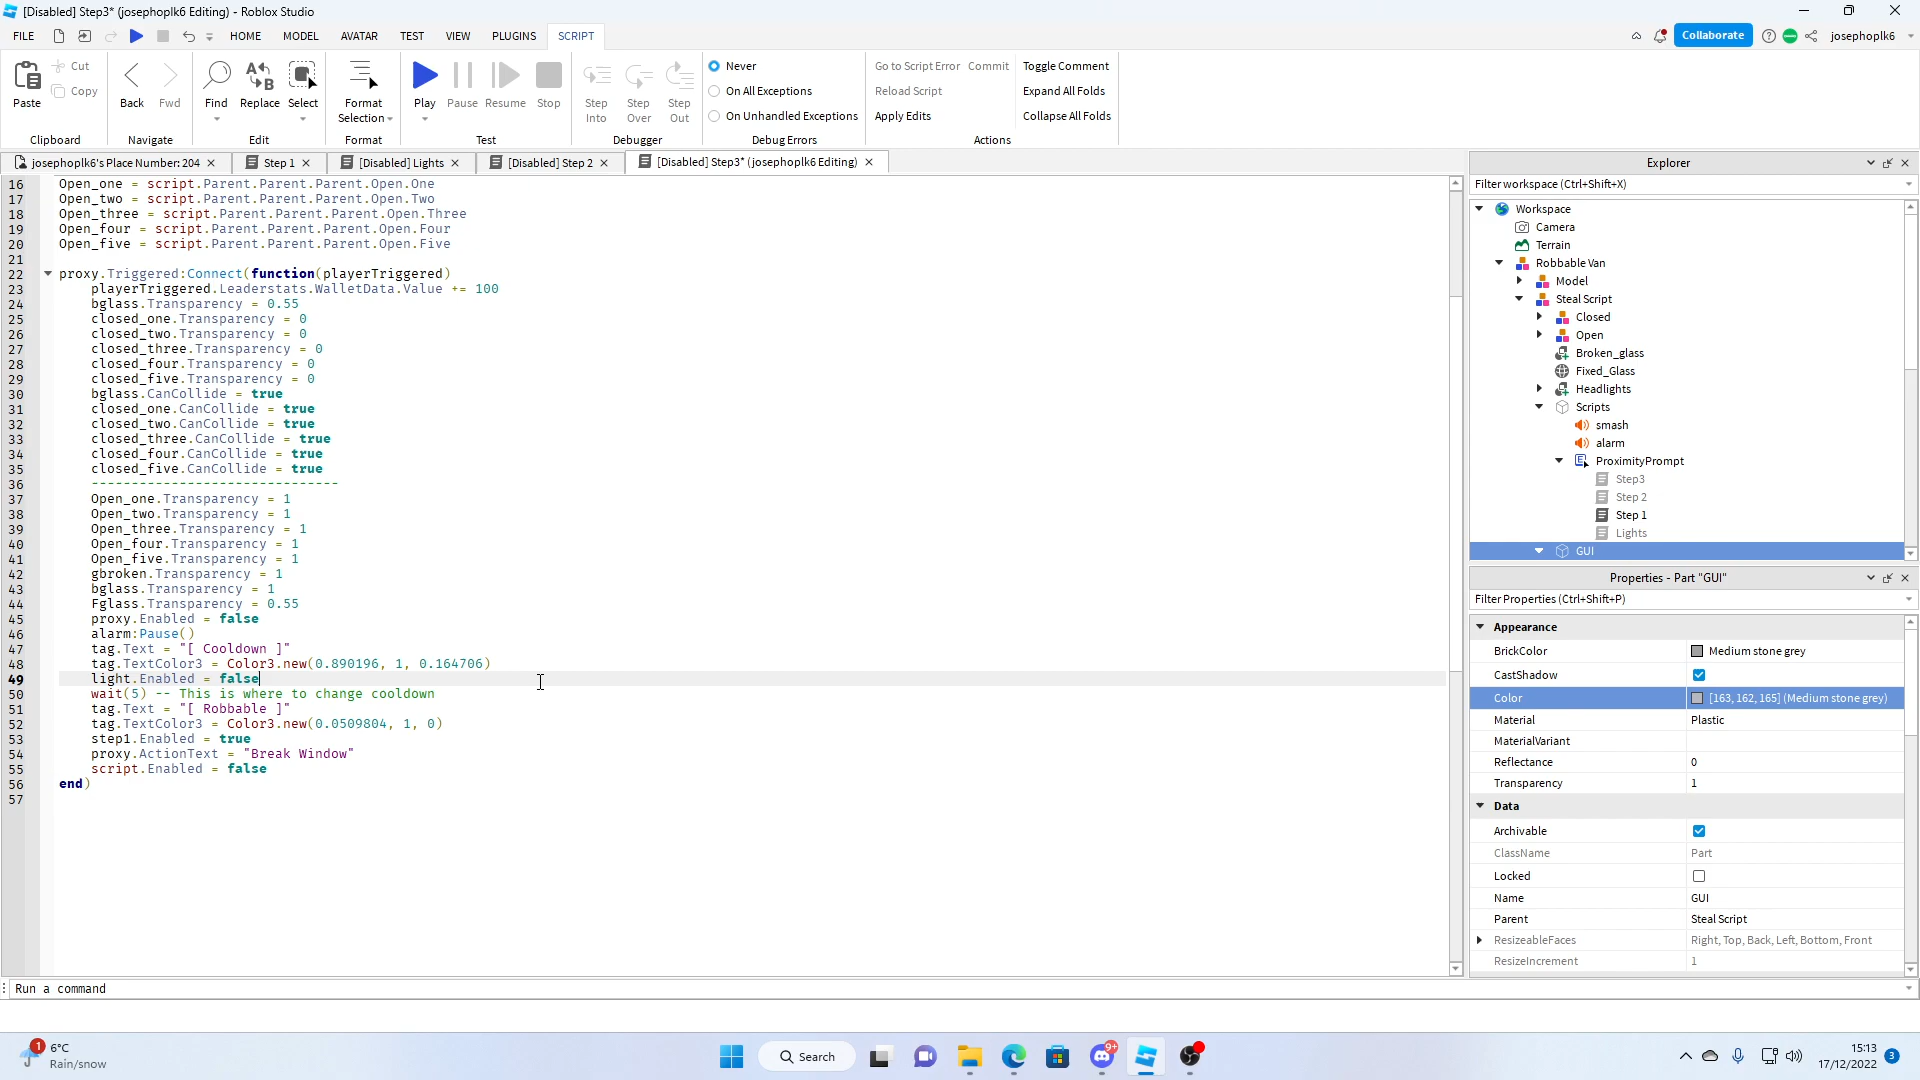 [Disabled] Step3* (josephoplk6 Editing) - Roblox Studio
FILE HOME MODEL AVATAR TEST VIEW PLUGINS SCRIPT Collaborate josephoplk6
Paste Cut Copy Back Fwd Find Replace Select Format Selection Play Pause Resume Stop Step Into Step Over Step Out
Never
On All Exceptions
On Unhandled Exceptions
Go to Script Error Commit Toggle Comment
Reload Script Expand All Folds
Apply Edits Collapse All Folds
Clipboard Navigate Edit Format Test Debugger Debug Errors Actions
josephoplk6's Place Number: 204 Step 1 [Disabled] Lights [Disabled] Step 2 [Disabled] Step3* (josephoplk6 Editing)
16 Open_one = script.Parent.Parent.Parent.Open.One
17 Open_two = script.Parent.Parent.Parent.Open.Two
18 Open_three = script.Parent.Parent.Parent.Open.Three
19 Open_four = script.Parent.Parent.Parent.Open.Four
20 Open_five = script.Parent.Parent.Parent.Open.Five
21
22 proxy.Triggered:Connect(function(playerTriggered)
23 playerTriggered.Leaderstats.WalletData.Value += 100
24 bglass.Transparency = 0.55
25 closed_one.Transparency = 0
26 closed_two.Transparency = 0
27 closed_three.Transparency = 0
28 closed_four.Transparency = 0
29 closed_five.Transparency = 0
30 bglass.CanCollide = true
31 closed_one.CanCollide = true
32 closed_two.CanCollide = true
33 closed_three.CanCollide = true
34 closed_four.CanCollide = true
35 closed_five.CanCollide = true
36 -------------------------------
37 Open_one.Transparency = 1
38 Open_two.Transparency = 1
39 Open_three.Transparency = 1
40 Open_four.Transparency = 1
41 Open_five.Transparency = 1
42 gbroken.Transparency = 1
43 bglass.Transparency = 1
44 Fglass.Transparency = 0.55
45 proxy.Enabled = false
46 alarm:Pause()
47 tag.Text = "[ Cooldown ]"
48 tag.TextColor3 = Color3.new(0.890196, 1, 0.164706)
49 light.Enabled = false
50 wait(5) -- This is where to change cooldown
51 tag.Text = "[ Robbable ]"
52 tag.TextColor3 = Color3.new(0.0509804, 1, 0)
53 step1.Enabled = true
54 proxy.ActionText = "Break Window"
55 script.Enabled = false
56 end)
57
Explorer
Filter workspace (Ctrl+Shift+X)
Workspace
Camera
Terrain
Robbable Van
Model
Steal Script
Closed
Open
Broken_glass
Fixed_Glass
Headlights
Scripts
smash
alarm
ProximityPrompt
Step3
Step 2
Step 1
Lights
GUI
Properties - Part "GUI"
Filter Properties (Ctrl+Shift+P)
Appearance
BrickColor Medium stone grey
CastShadow
Color [163, 162, 165] (Medium stone grey)
Material Plastic
MaterialVariant
Reflectance 0
Transparency 1
Data
Archivable
ClassName Part
Locked
Name GUI
Parent Steal Script
ResizeableFaces Right, Top, Back, Left, Bottom, Front
ResizeIncrement 1
Run a command
1 6°C
Rain/snow
Search
9+
15:13
17/12/2022
3